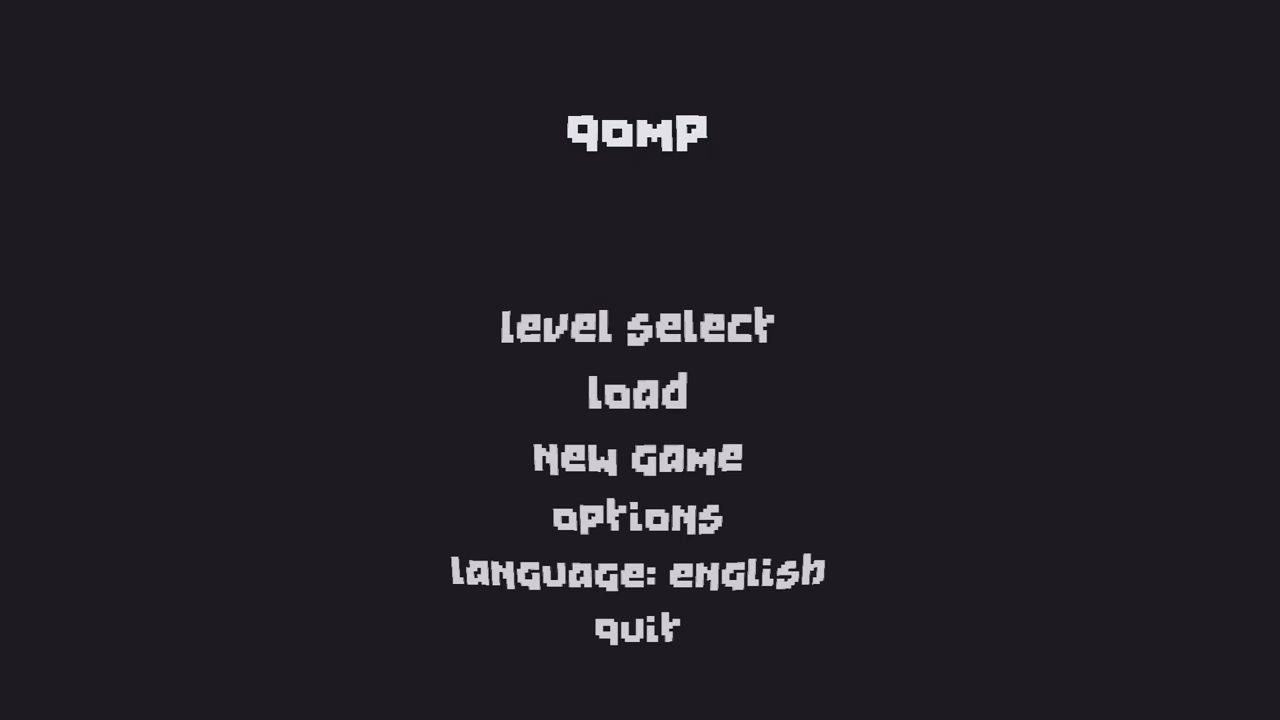 qomp
level select
load
new game
options
language: english
quit